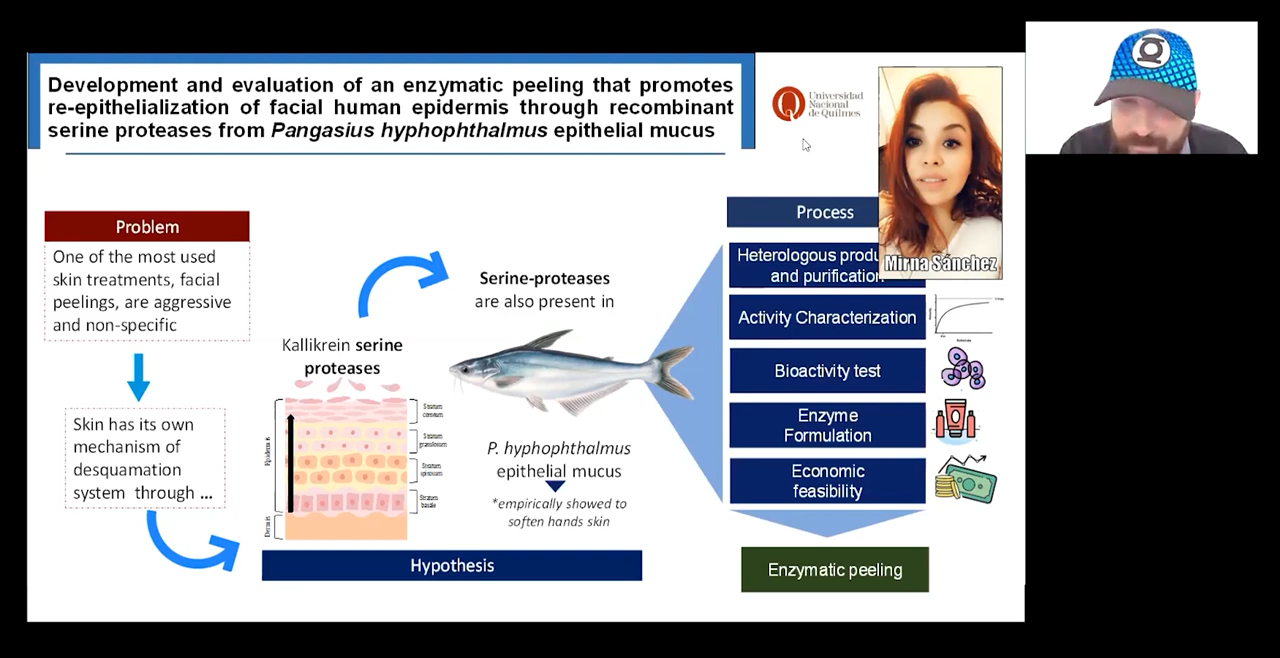 Development and evaluation of an enzymatic peeling that promotes
re-epithelialization of facial human epidermis through recombinant
serine proteases from Pangasius hyphophthalmus epithelial mucus
Universidad
Nacional
de Quilmes
Problem
One of the most used
skin treatments, facial
peelings, are aggressive
and non-specific
Skin has its own
mechanism of
desquamation
system through ...
Kallikrein serine
proteases
Epidermis
Dermis
Stratum
corneum
Stratum
granulosum
Stratum
spinosum
Stratum
basale
Serine-proteases
are also present in
P. hyphophthalmus
epithelial mucus
*empirically showed to
soften hands skin
Hypothesis
Process
Heterologous produ
and purification
Mirna Sánchez
Activity Characterization
Bioactivity test
Enzyme
Formulation
Economic
feasibility
Enzymatic peeling